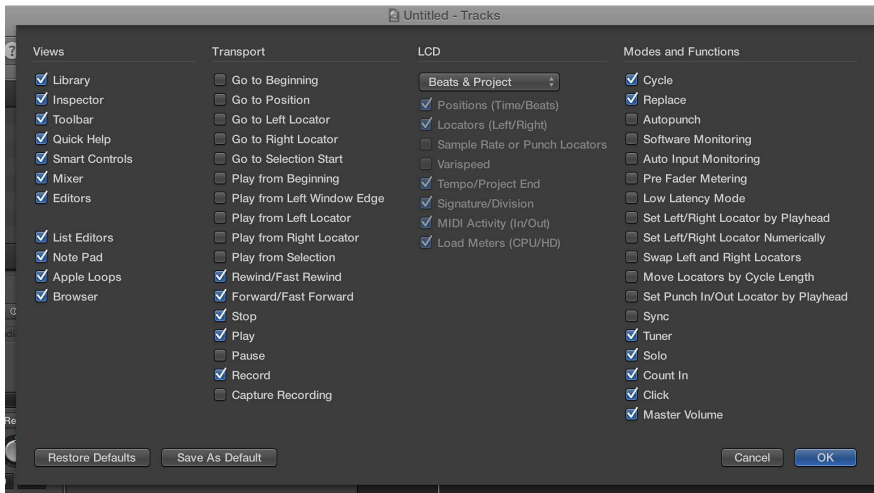 Untitled - Tracks
?
Views
Library
Inspector
Toolbar
Quick Help
Smart Controls
Mixer
Editors
List Editors
Note Pad
Apple Loops
Browser
Transport
Go to Beginning
Go to Position
Go to Left Locator
Go to Right Locator
Go to Selection Start
Play from Beginning
Play from Left Window Edge
Play from Left Locator
Play from Right Locator
Play from Selection
Rewind/Fast Rewind
Forward/Fast Forward
Stop
Play
Pause
Record
Capture Recording
LCD
Beats & Project
Positions (Time/Beats)
Locators (Left/Right)
Sample Rate or Punch Locators
Varispeed
Tempo/Project End
Signature/Division
MIDI Activity (In/Out)
Load Meters (CPU/HD)
Modes and Functions
Cycle
Replace
Autopunch
Software Monitoring
Auto Input Monitoring
Pre Fader Metering
Low Latency Mode
Set Left/Right Locator by Playhead
Set Left/Right Locator Numerically
Swap Left and Right Locators
Move Locators by Cycle Length
Set Punch In/Out Locator by Playhead
Sync
Tuner
Solo
Count In
Click
Master Volume
Re
Restore Defaults
Save As Default
Cancel
OK